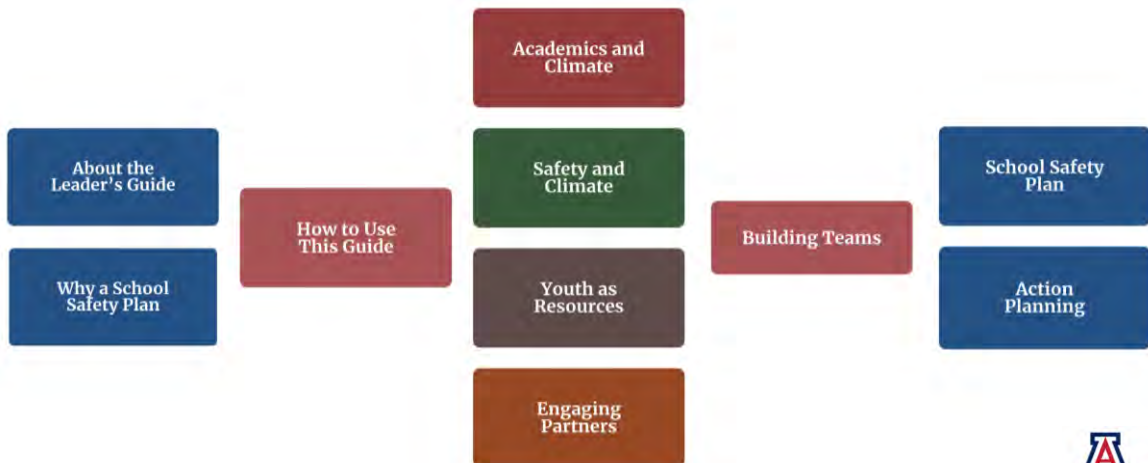 About the
Leader's Guide
Why a School
Safety Plan
How to Use
This Guide
Academics and
Climate
Safety and
Climate
Youth as
Resources
Engaging
Partners
Building Teams
School Safety
Plan
Action
Planning
A